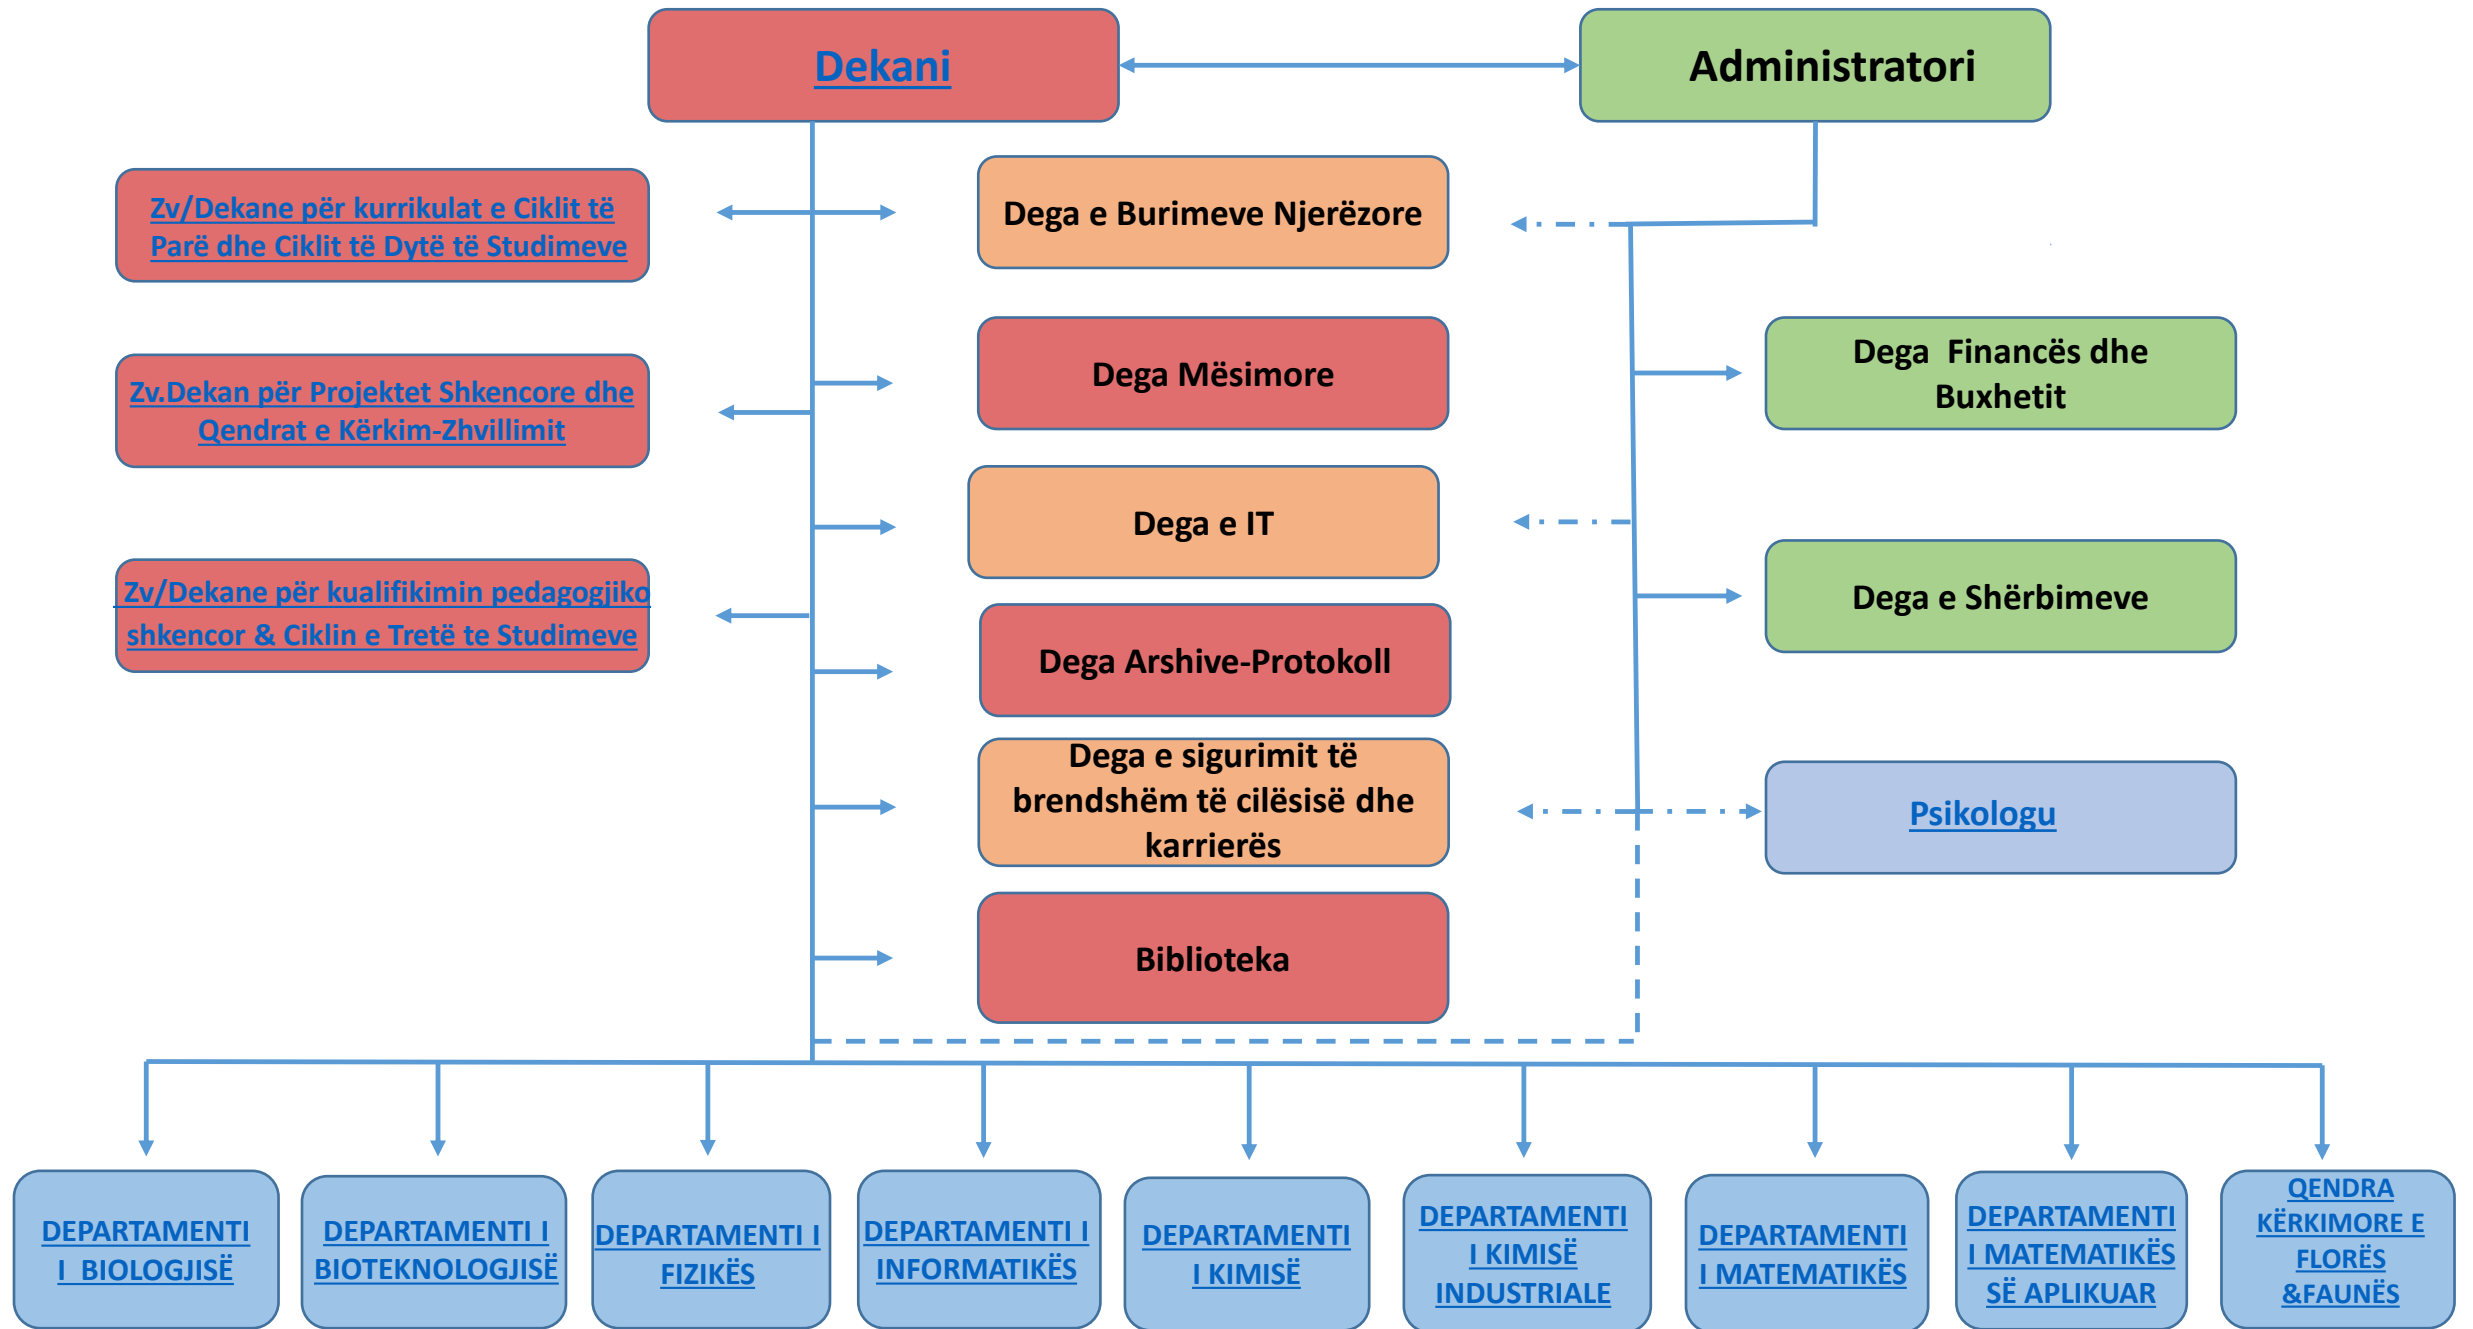 Dekani
Administratori
Zv/Dekane për kurrikulat e Ciklit të
Parë dhe Ciklit të Dytë të Studimeve
Dega e Burimeve Njerëzore
Zv.Dekan për Projektet Shkencore dhe
Qendrat e Kërkim-Zhvillimit
Dega Mësimore
Dega  Financës dhe
Buxhetit
Dega e IT
Zv/Dekane për kualifikimin pedagogjiko
shkencor & Ciklin e Tretë te Studimeve
Dega e Shërbimeve
Dega Arshive-Protokoll
Dega e sigurimit të
brendshëm të cilësisë dhe
karrierës
Psikologu
Biblioteka
DEPARTAMENTI
I  BIOLOGJISË
DEPARTAMENTI I
BIOTEKNOLOGJISË
DEPARTAMENTI I
FIZIKËS
DEPARTAMENTI I
INFORMATIKËS
DEPARTAMENTI
I KIMISË
DEPARTAMENTI
I KIMISË
INDUSTRIALE
DEPARTAMENTI
I MATEMATIKËS
DEPARTAMENTI
I MATEMATIKËS
SË APLIKUAR
QENDRA
KËRKIMORE E
FLORËS
&FAUNËS